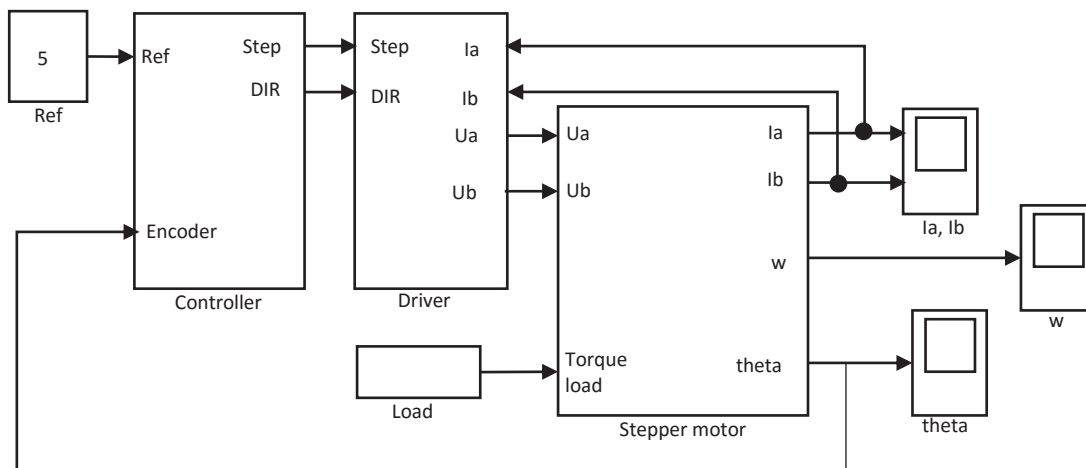 5
Ref
Ref
Step
DIR
Encoder
Controller
Step
DIR
Ia
Ib
Ua
Ub
Driver
Load
Ua
Ub
Torque
load
Ia
Ib
w
theta
Stepper motor
Ia, Ib
w
theta